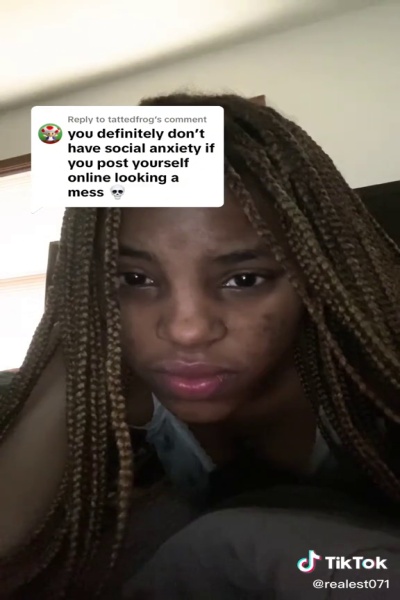 Reply to tattedfrog's comment
you definitely don't
have social anxiety if
you post yourself
online looking a
mess 💀
TikTok
@realest071